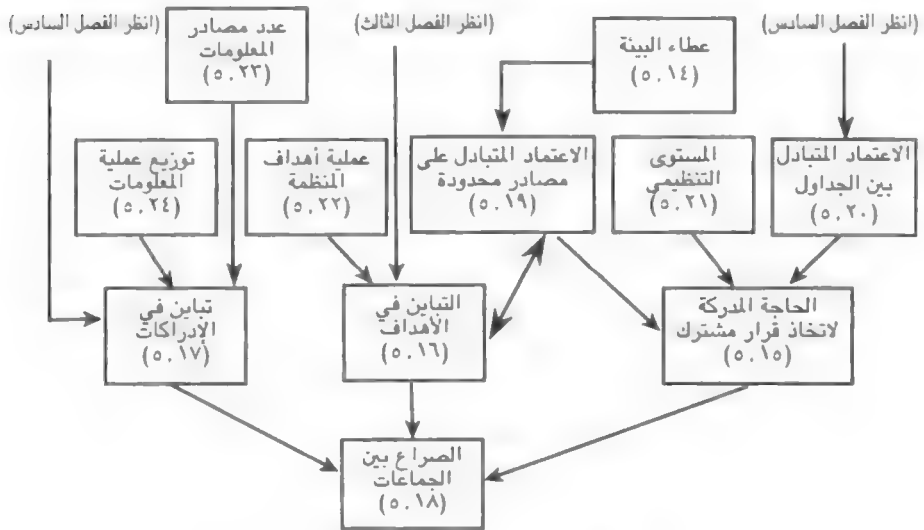 (انظر الفصل السادس)
عطاء البيئة
(٥.١٤)
(انظر الفصل الثالث)
عدد مصادر
المعلومات
(٥.٢٣)
(انظر الفصل السادس)
الاعتماد المتبادل
بين الجداول
(٥.٢٠)
المستوى
التنظيمي
(٥.٢١)
الاعتماد المتبادل على
مصادر محدودة
(٥.١٩)
عملية أهداف
المنظمة
(٥.٢٢)
توزيع عملية
المعلومات
(٥.٢٤)
الحاجة المدركة
لاتخاذ قرار مشترك
(٥.١٥)
التباين في
الأهداف
(٥.١٦)
تباين في
الإدراكات
(٥.١٧)
الصراع بين
الجماعات
(٥.١٨)